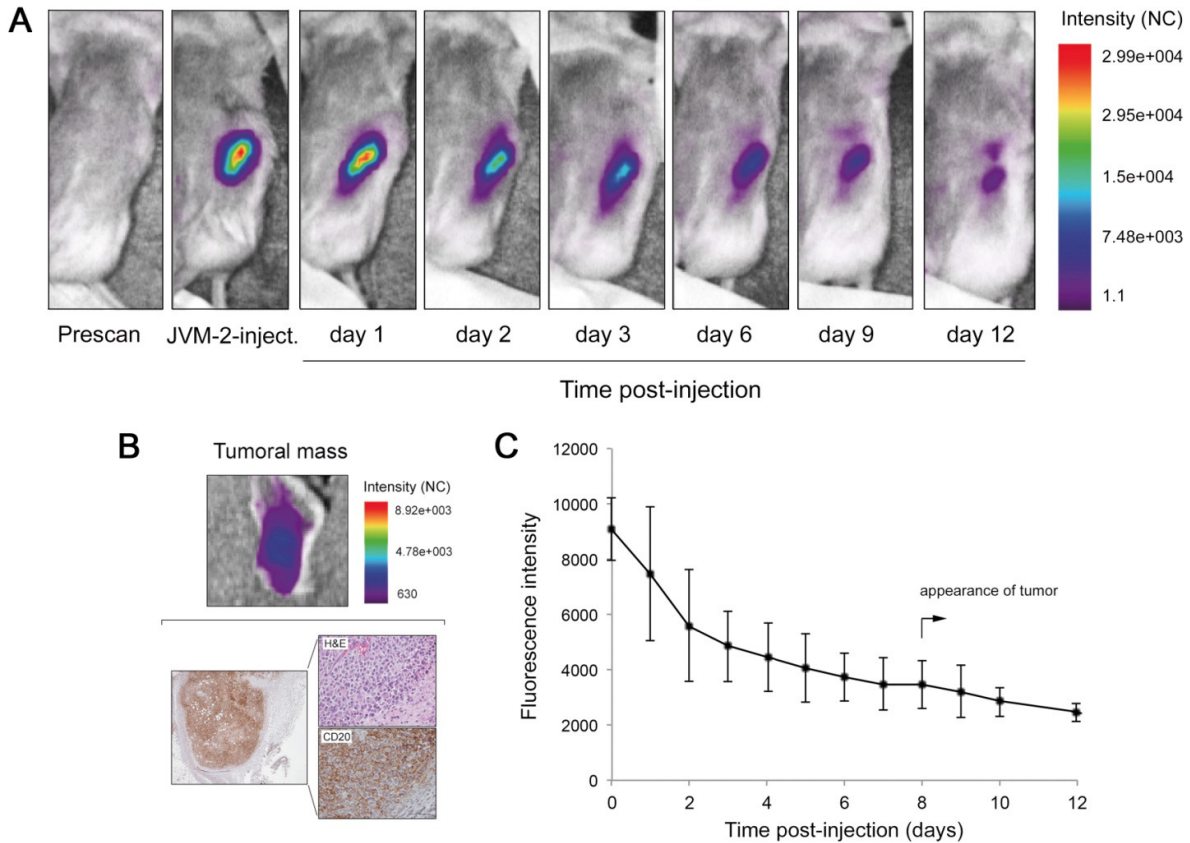 A
Intensity (NC)
2.99e+004
2.95e+004
1.5e+004
7.48e+003
1.1
Prescan
JVM-2-inject.
day 1
day 2
day 3
day 6
day 9
day 12
Time post-injection
B
Tumoral mass
Intensity (NC)
8.92e+003
4.78e+003
630
H&E
CD20
C
12000
10000
8000
6000
4000
2000
0
Fluorescence intensity
appearance of tumor
0 2 4 6 8 10 12
Time post-injection (days)